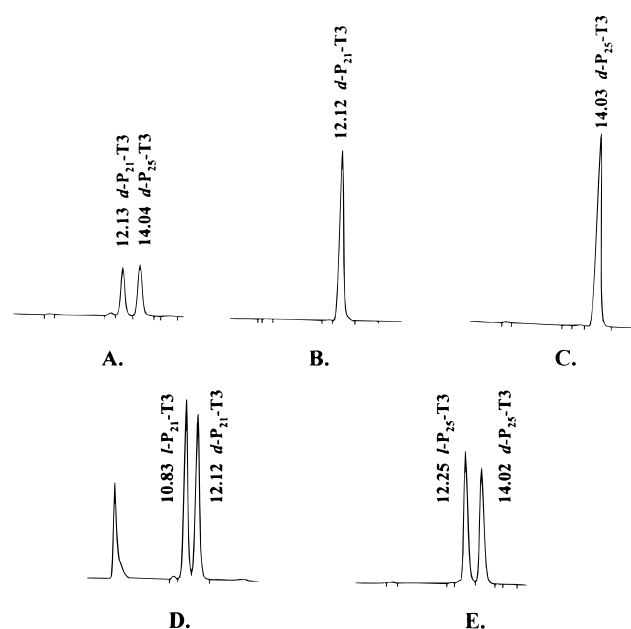 12.13 d-P21-T3
14.04 d-P25-T3
A.
12.12 d-P21-T3
B.
14.03 d-P25-T3
C.
10.83 l-P21-T3
12.12 d-P21-T3
D.
12.25 l-P25-T3
14.02 d-P25-T3
E.